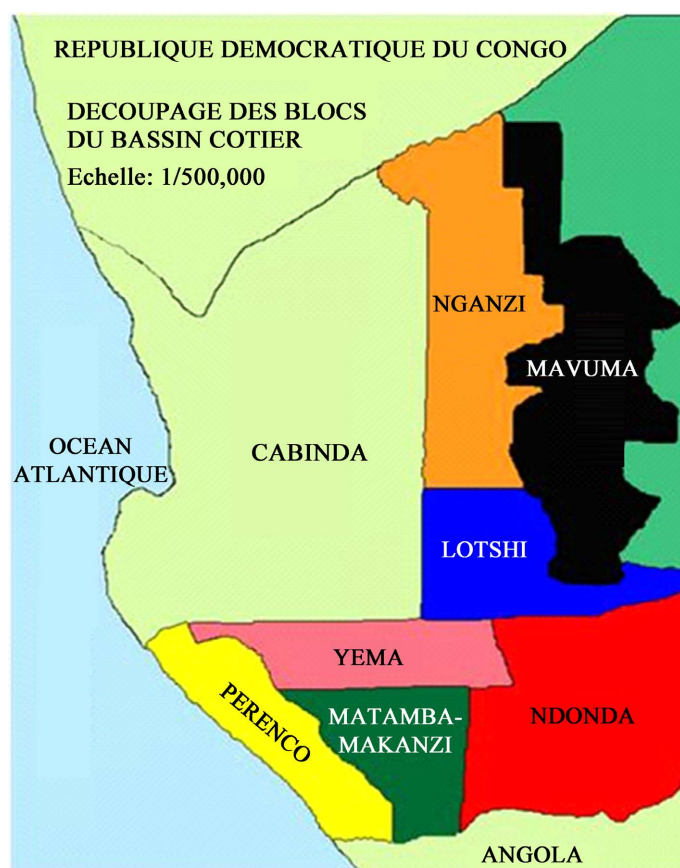 REPUBLIQUE DEMOCRATIQUE DU CONGO
DECOUPAGE DES BLOCS
DU BASSIN COTIER
Echelle: 1/500,000
NGANZI
MAVUMA
OCEAN
ATLANTIQUE
CABINDA
LOTSHI
YEMA
PERENCO
MATAMBA-
MAKANZI
NDONDA
ANGOLA